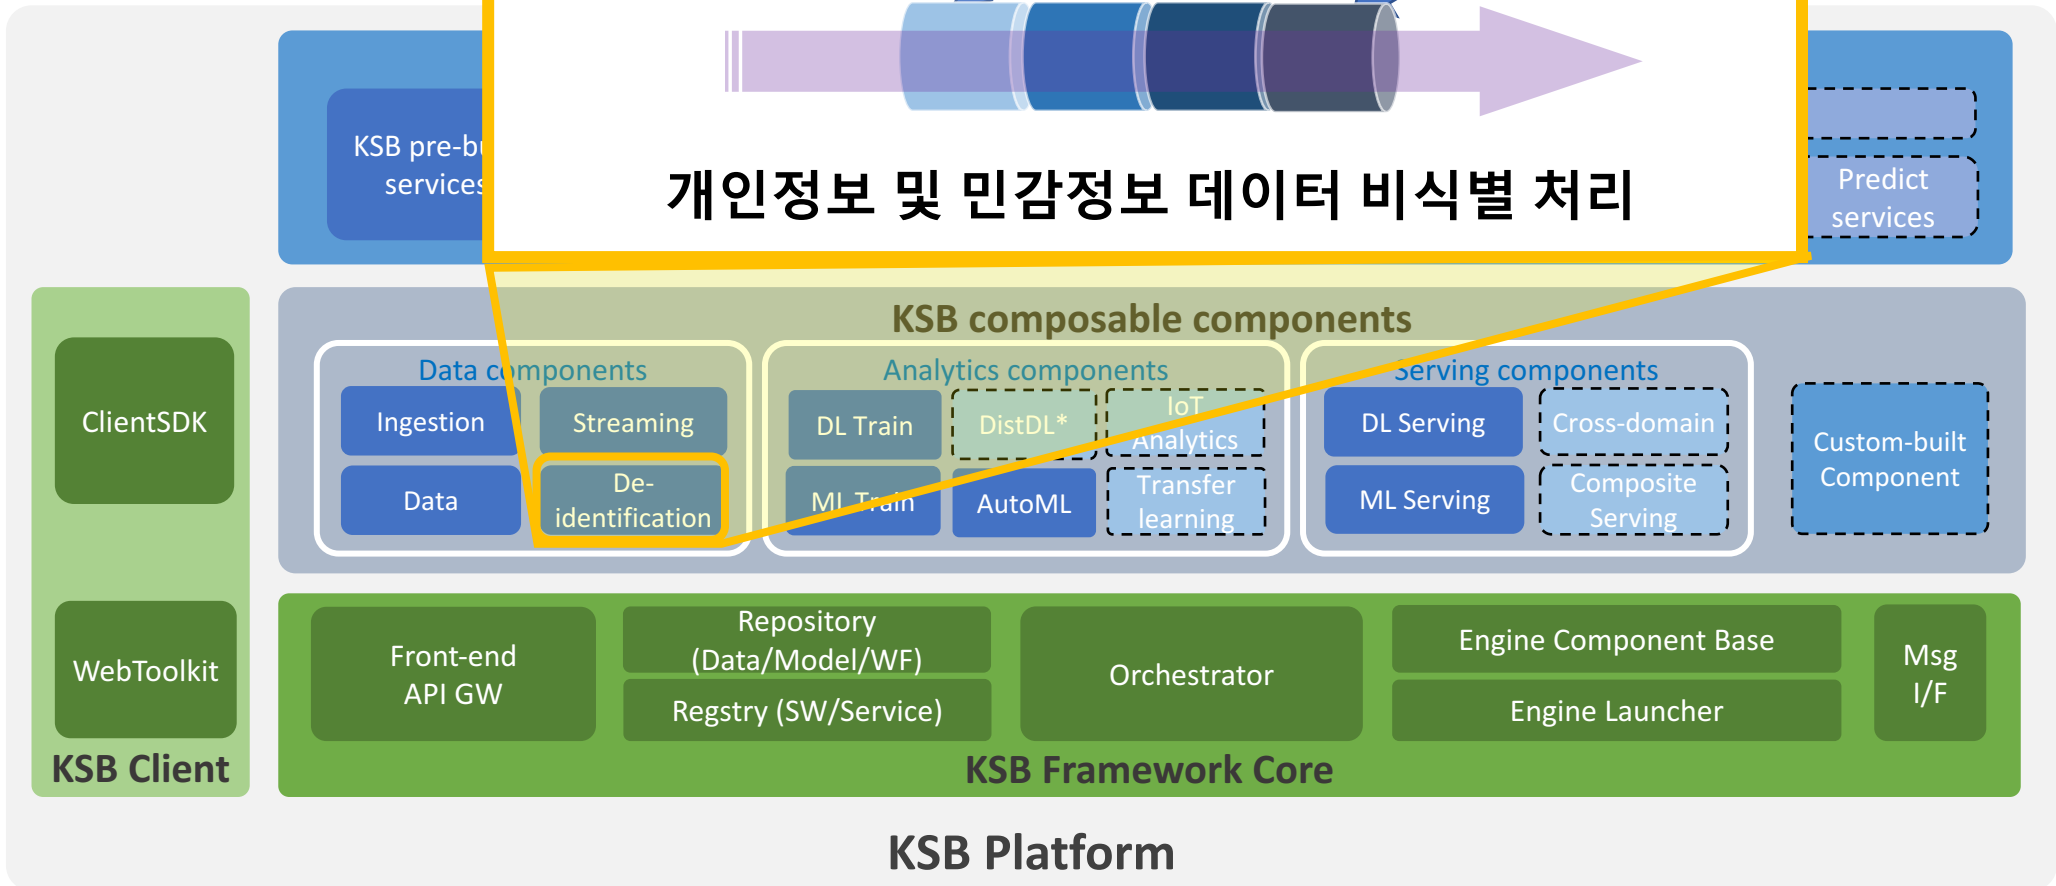 KSB pre-bu
services
개인정보 및 민감정보 데이터 비식별 처리
Predict
services
KSB composable components
Data components
Ingestion
Streaming
Data
De-
identification
Analytics components
DL Train
DistDL*
IoT
Analytics
ML Train
AutoML
Transfer
learning
Serving components
DL Serving
Cross-domain
ML Serving
Composite
Serving
Custom-built
Component
ClientSDK
WebToolkit
KSB Client
Front-end
API GW
Repository
(Data/Model/WF)
Regstry (SW/Service)
Orchestrator
Engine Component Base
Engine Launcher
Msg
I/F
KSB Framework Core
KSB Platform